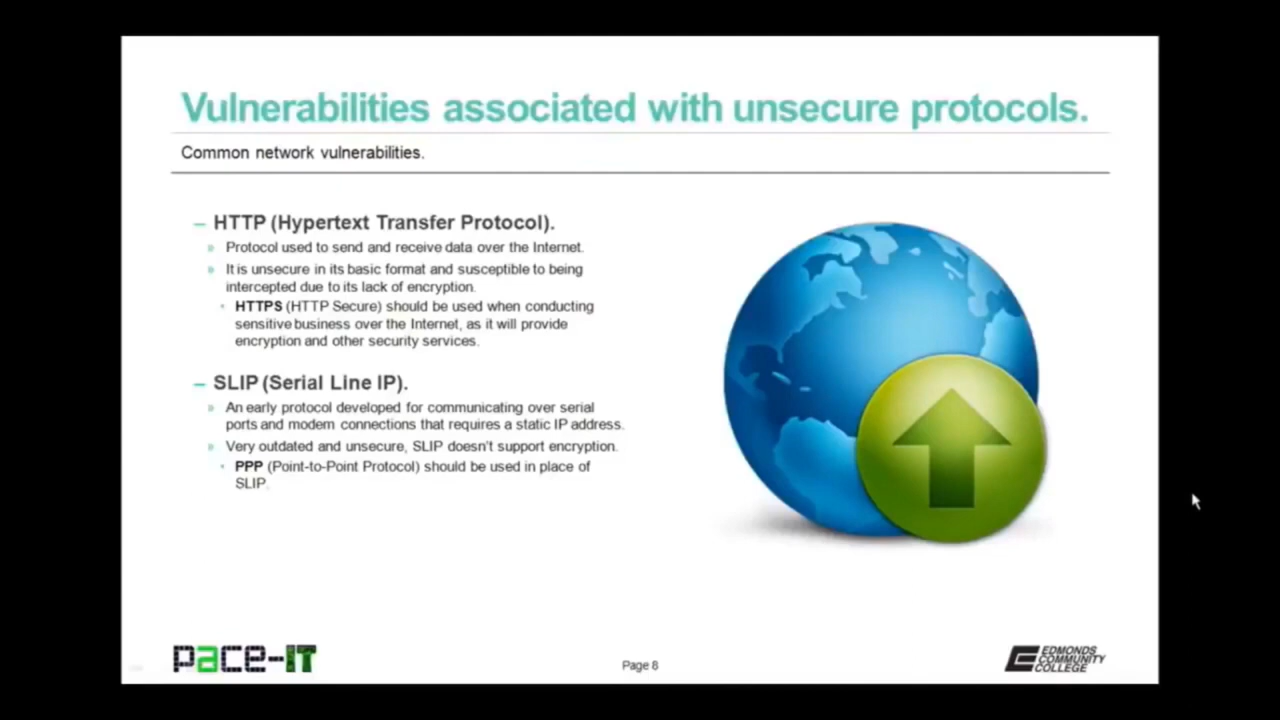 Vulnerabilities associated with unsecure protocols.
Common network vulnerabilities.
– HTTP (Hypertext Transfer Protocol).
» Protocol used to send and receive data over the Internet.
» It is unsecure in its basic format and susceptible to being
intercepted due to its lack of encryption.
• HTTPS (HTTP Secure) should be used when conducting
sensitive business over the Internet, as it will provide
encryption and other security services.
– SLIP (Serial Line IP).
» An early protocol developed for communicating over serial
ports and modem connections that requires a static IP address.
» Very outdated and unsecure, SLIP doesn't support encryption.
• PPP (Point-to-Point Protocol) should be used in place of
SLIP.
pace-IT
Page 8
EDMONDS
COMMUNITY
COLLEGE